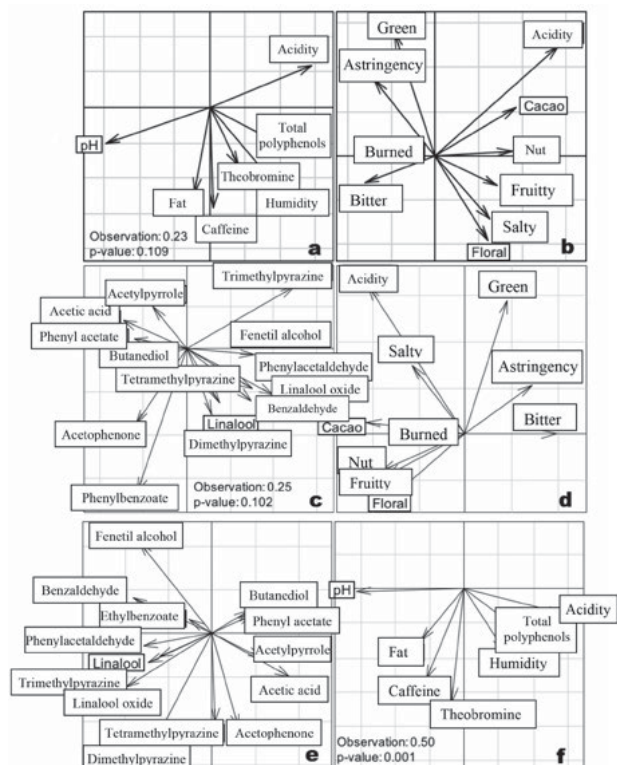 Acidity
pH
Total
polyphenols
Theobromine
Fat
Humidity
Caffeine
Observation: 0.23
p-value: 0.109
a
Green
Acidity
Astringency
Cacao
Burned
Nut
Bitter
Fruitty
Salty
Floral
b
Trimethylpyrazine
Acetylpyrrole
Acetic acid
Phenyl acetate
Fenetil alcohol
Butanediol
Phenylacetaldehyde
Tetramethylpyrazine
Linalool oxide
Benzaldehyde
Linalool
Acetophenone
Dimethylpyrazine
Phenylbenzoate
Observation: 0.25
p-value: 0.102
c
Acidity
Green
Salty
Astringency
Bitter
Cacao
Burned
Nut
Fruitty
Floral
d
Fenetil alcohol
Benzaldehyde
Butanediol
Ethylbenzoate
Phenyl acetate
Phenylacetaldehyde
Acetylpyrrole
Linalool
Trimethylpyrazine
Acetic acid
Linalool oxide
Tetramethylpyrazine
Acetophenone
Dimethylpyrazine
e
pH
Acidity
Total
polyphenols
Fat
Humidity
Caffeine
Theobromine
Observation: 0.50
p-value: 0.001
f